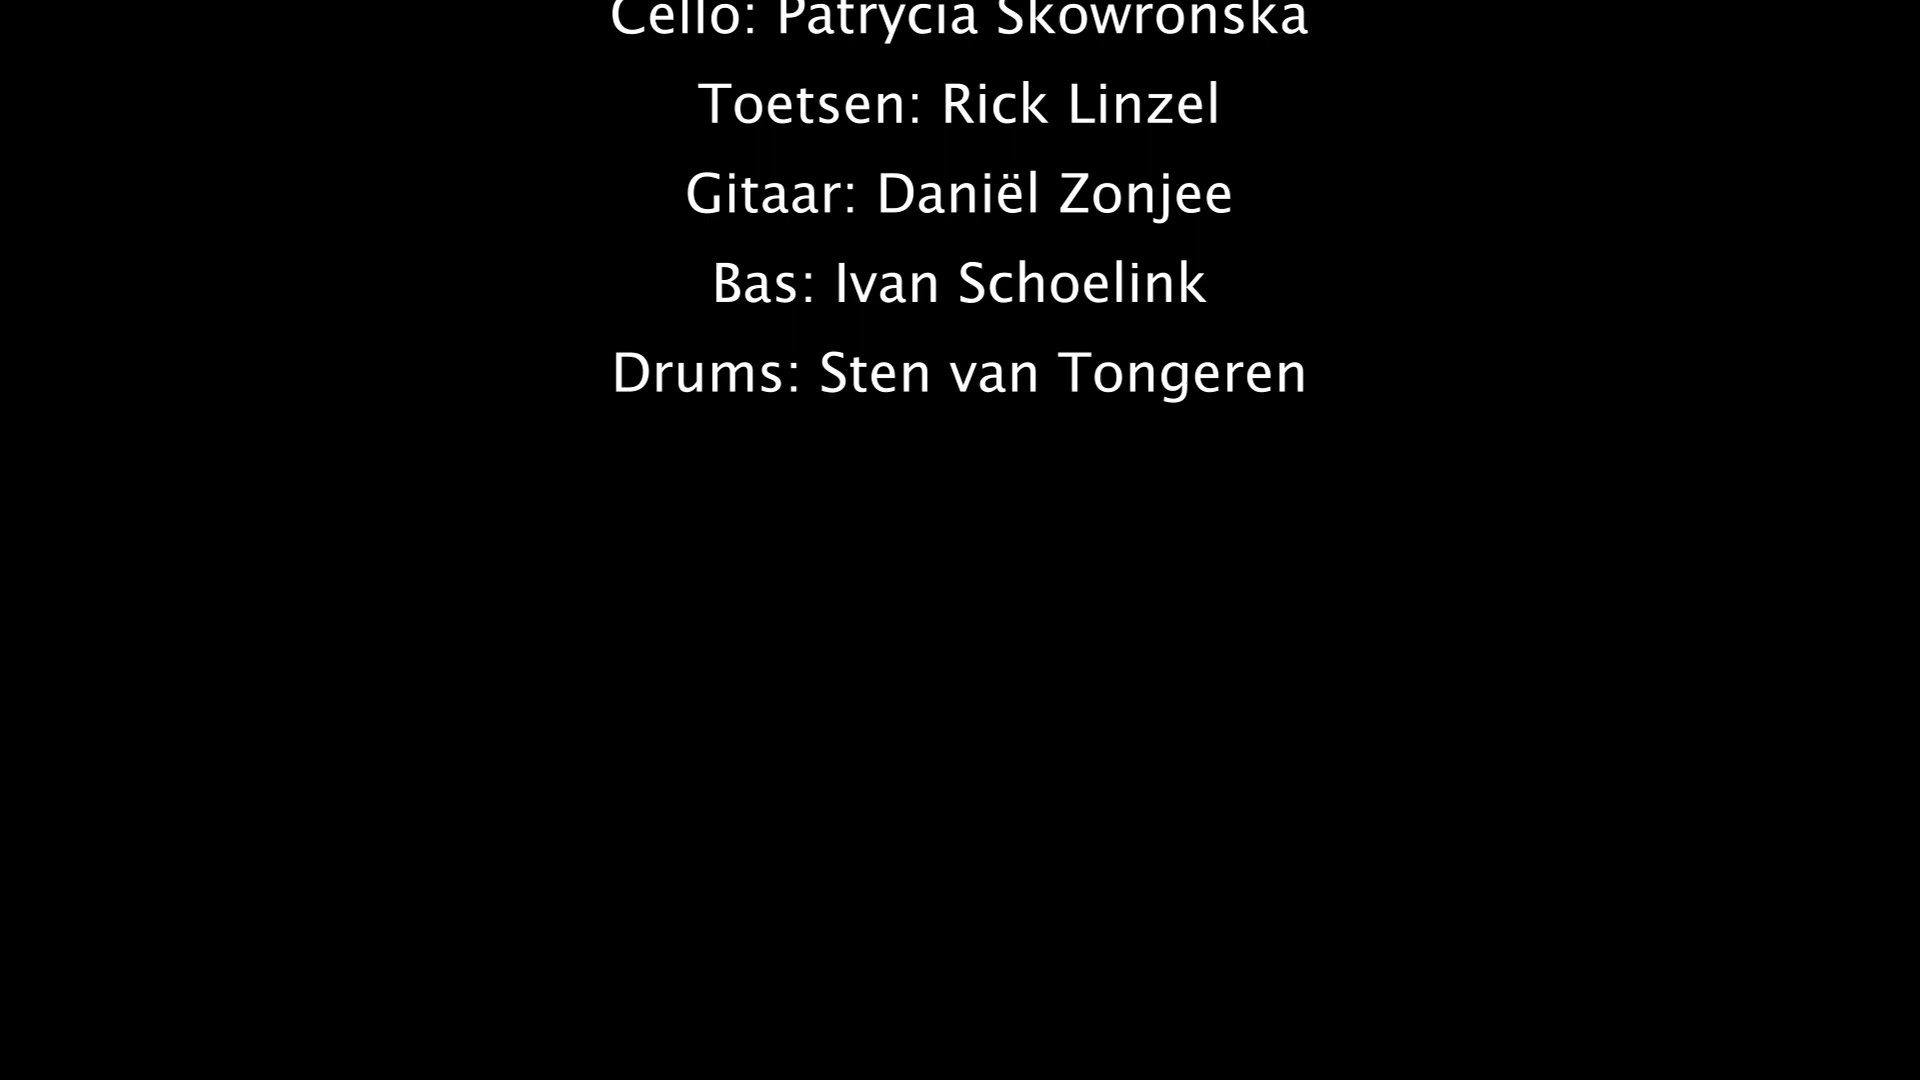 Cello: Patrycia Skowronska
Toetsen: Rick Linzel
Gitaar: Daniël Zonjee
Bas: Ivan Schoelink
Drums: Sten van Tongeren